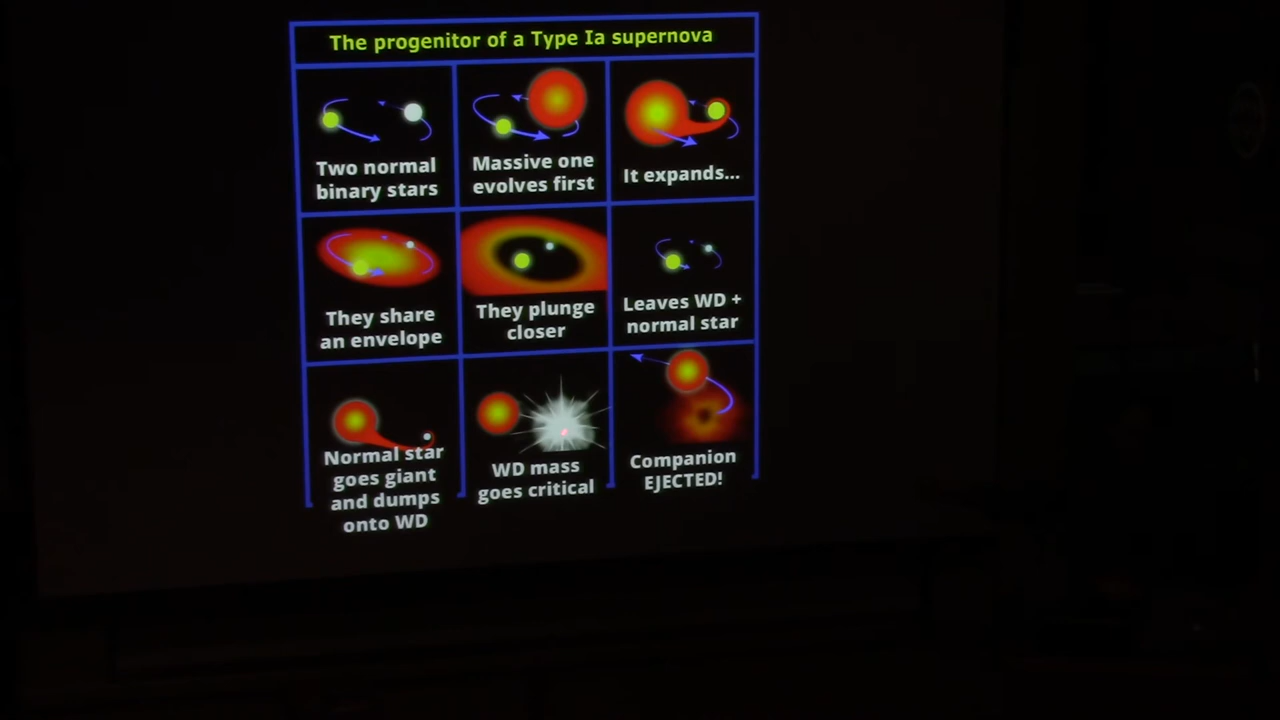 The progenitor of a Type Ia supernova
Two normal
binary stars
Massive one
evolves first
It expands...
They share
an envelope
They plunge
closer
Leaves WD +
normal star
Normal star
goes giant
and dumps
onto WD
WD mass
goes critical
Companion
EJECTED!